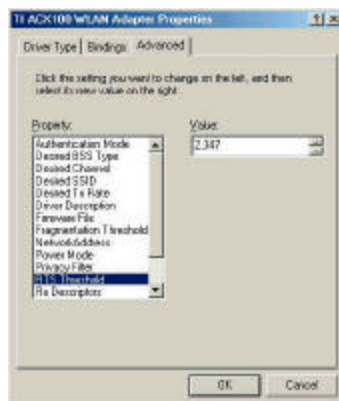 TI ACX100 WLAN Adapter Properties
Driver Type
Bindings
Advanced
Click the setting you want to change on the left, and then
select its new value on the right.
Property:
Value:
Authentication Mode
Desired BSS Type
Desired Channel
Desired SSID
Desired Tx Rate
Driver Description
Firmware File
Fragmentation Threshold
NetworkAddress
Power Mode
Privacy Filter
RTS Threshold
Rx Descriptors
2,347
OK
Cancel